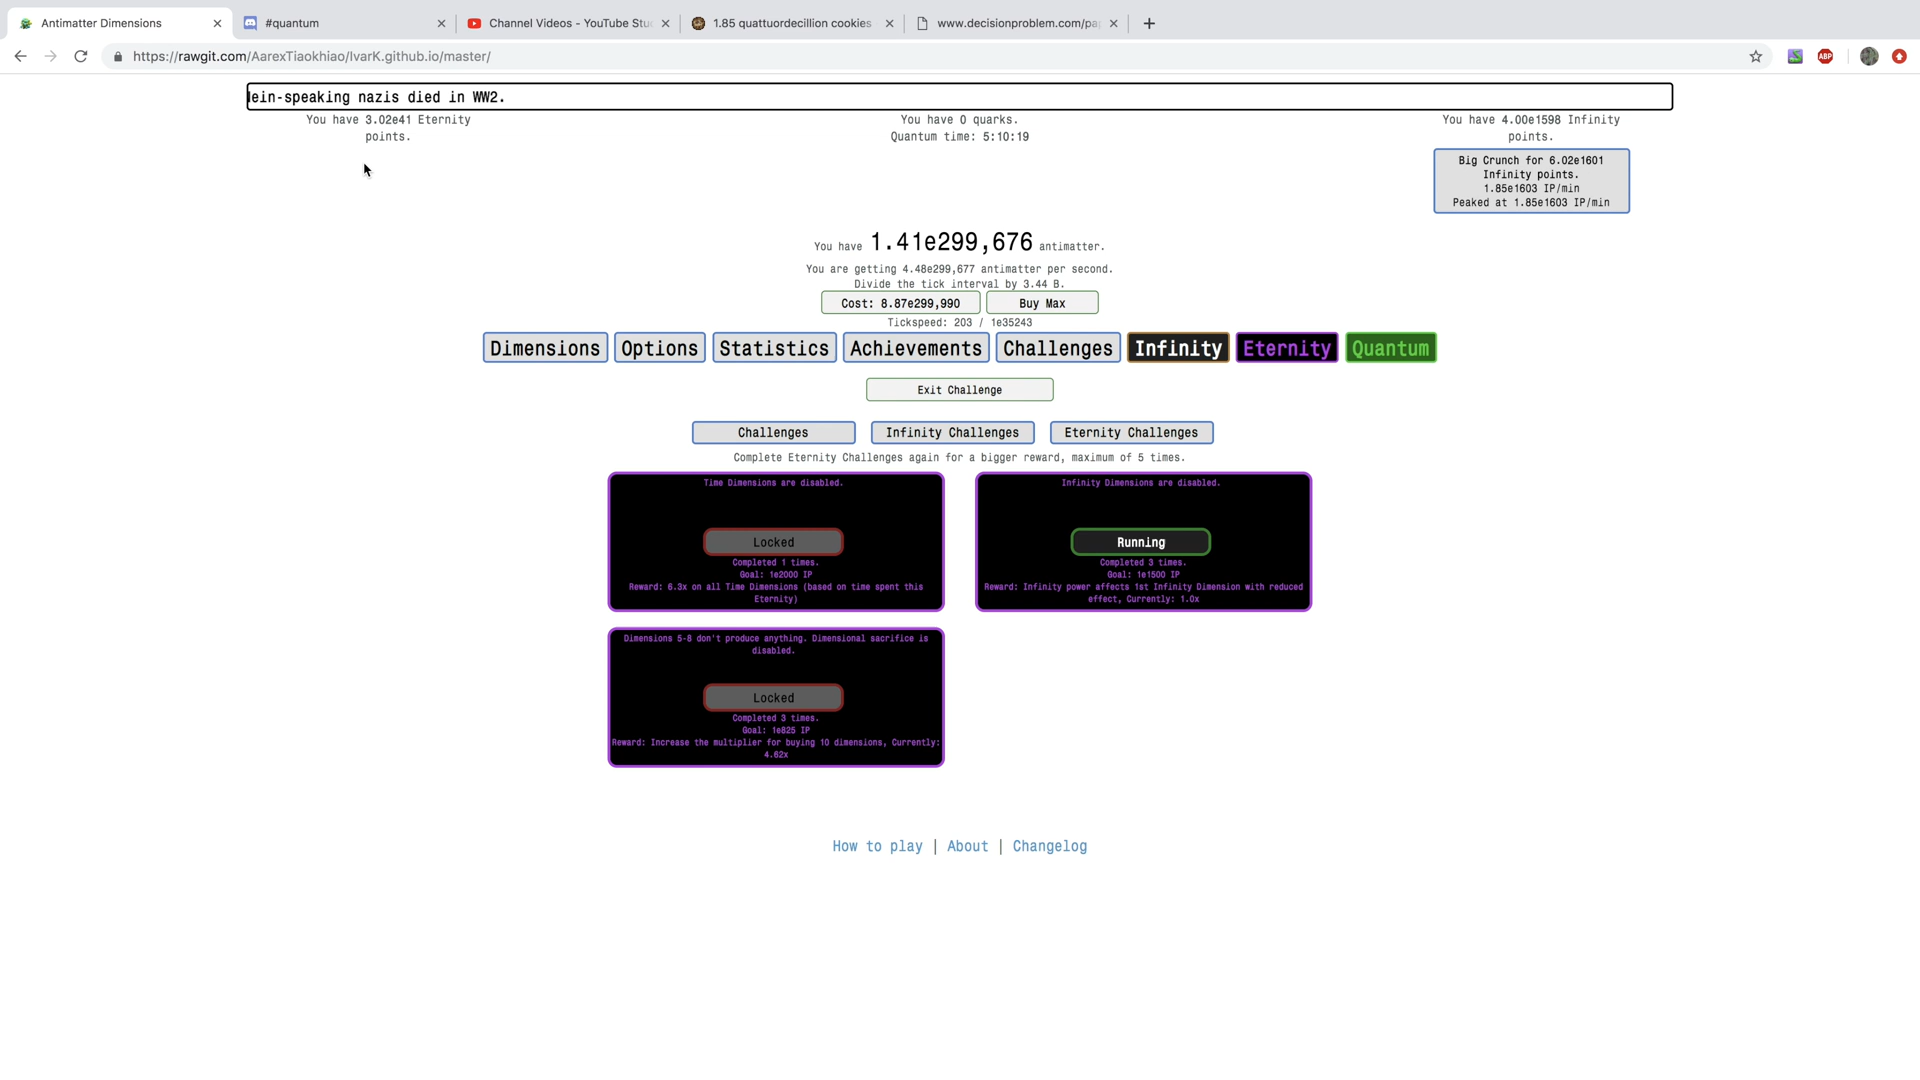 Antimatter Dimensions
#quantum
Channel Videos - YouTube Stu
1.85 quattuordecillion cookies
www.decisionproblem.com/pa
https://rawgit.com/AarexTiaokhiao/IvarK.github.io/master/
ABP
lein-speaking nazis died in WW2.
You have 3.02e41 Eternity
points.
You have 0 quarks.
Quantum time: 5:10:19
You have 4.00e1598 Infinity
points.
Big Crunch for 6.02e1601
Infinity points.
1.85e1603 IP/min
Peaked at 1.85e1603 IP/min
You have 1.41e299,676 antimatter.
You are getting 4.48e299,677 antimatter per second.
Divide the tick interval by 3.44 B.
Cost: 8.87e299,990
Buy Max
Tickspeed: 203 / 1e35243
Dimensions
Options
Statistics
Achievements
Challenges
Infinity
Eternity
Quantum
Exit Challenge
Challenges
Infinity Challenges
Eternity Challenges
Complete Eternity Challenges again for a bigger reward, maximum of 5 times.
Time Dimensions are disabled.
Locked
Completed 1 times.
Goal: 1e2000 IP
Reward: 6.3x on all Time Dimensions (based on time spent this
Eternity)
Infinity Dimensions are disabled.
Running
Completed 3 times.
Goal: 1e1500 IP
Reward: Infinity power affects 1st Infinity Dimension with reduced
effect, Currently: 1.0x
Dimensions 5-8 don't produce anything. Dimensional sacrifice is
disabled.
Locked
Completed 3 times.
Goal: 1e825 IP
Reward: Increase the multiplier for buying 10 dimensions, Currently:
4.62x
How to play | About | Changelog